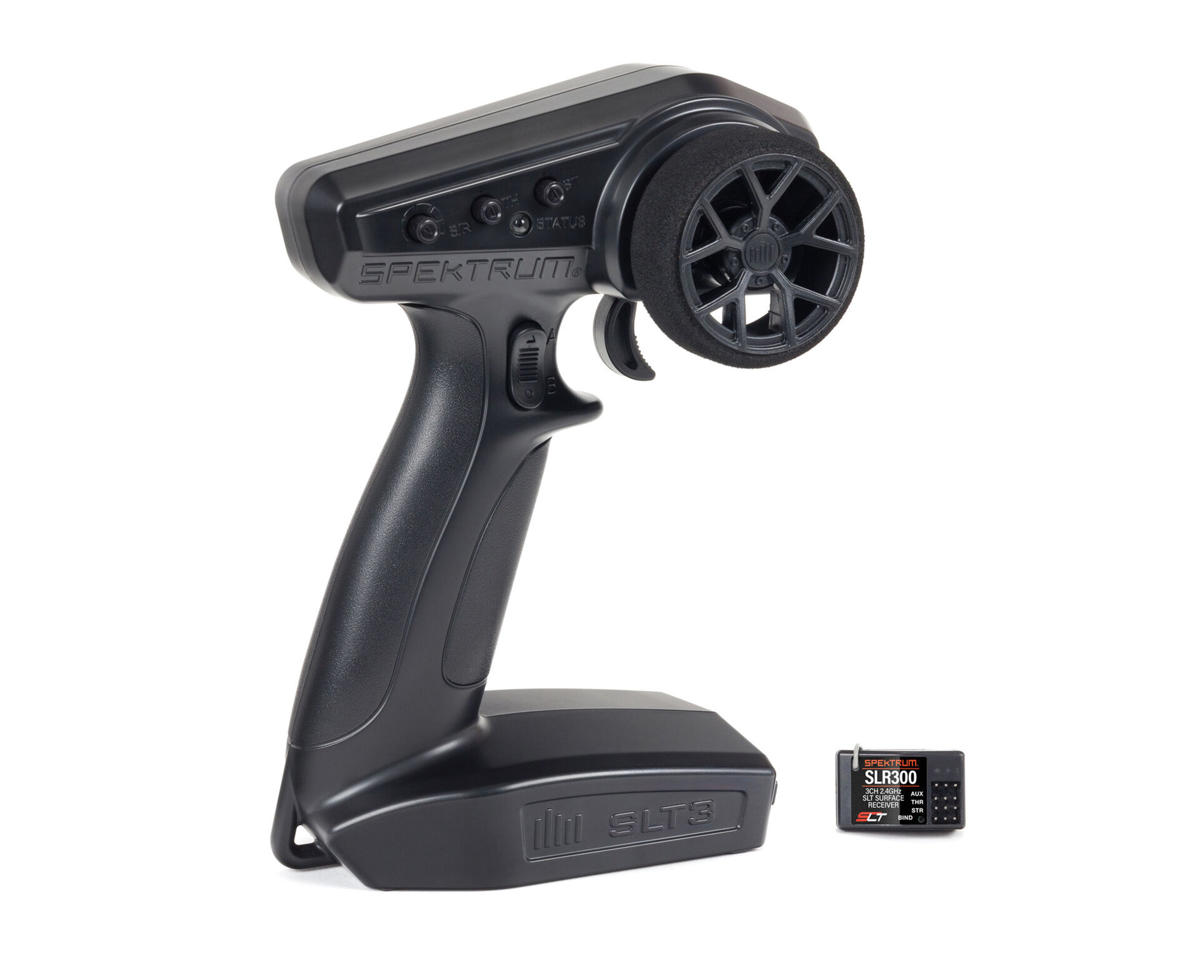 S/R
TH
ST
STATUS
SPEKTRUM®
A
B
SLT3
SPEKTRUM
SLR300
3CH 2.4GHz
SLT SURFACE
RECEIVER
AUX
THR
STR
SLT
BIND